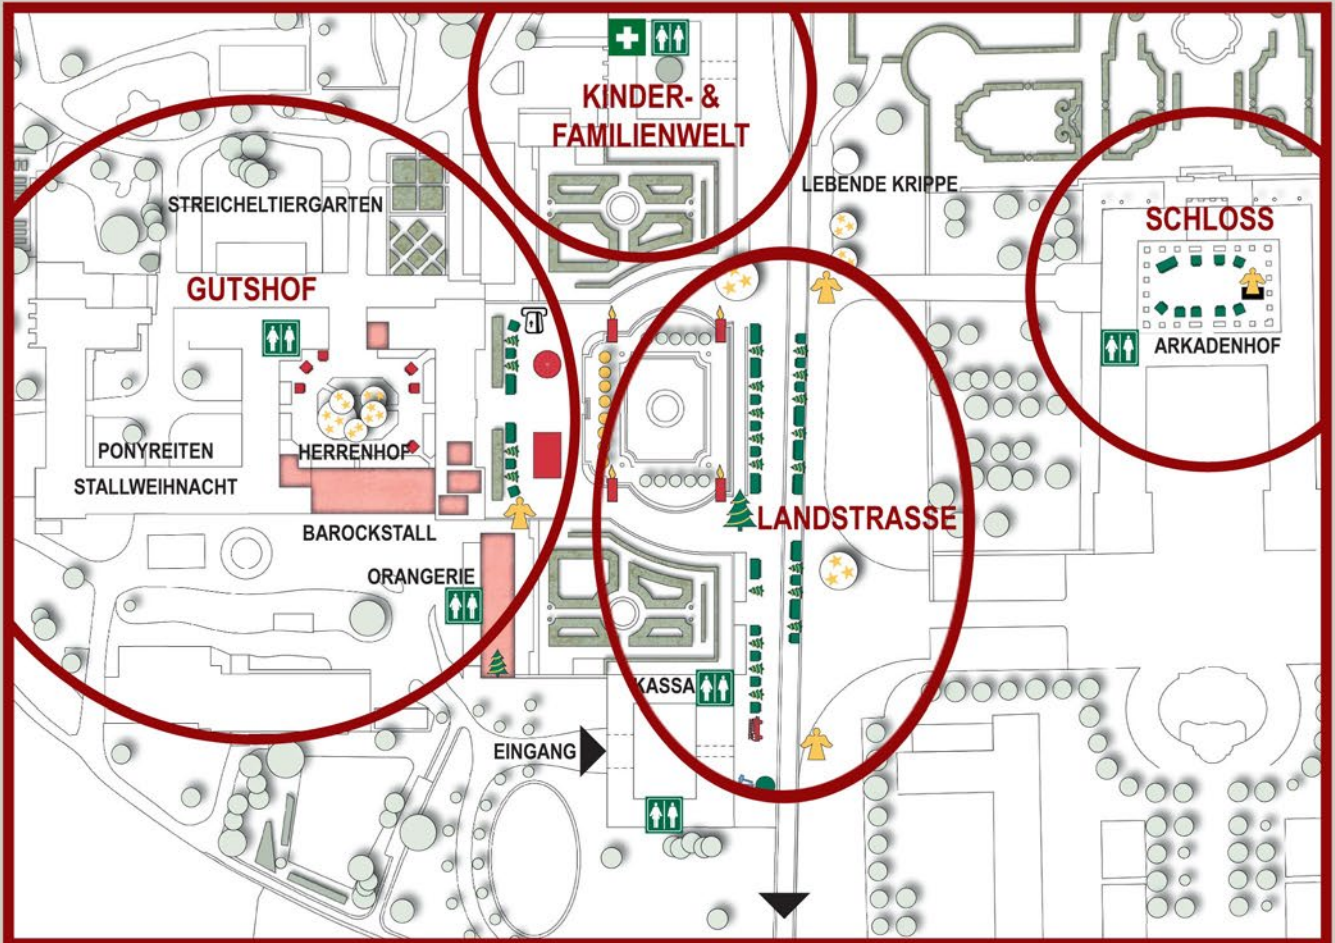 KINDER- &
FAMILIENWELT
LEBENDE KRIPPE
STREICHELTIERGARTEN
SCHLOSS
GUTSHOF
ARKADENHOF
PONYREITEN
HERRENHOF
STALLWEIHNACHT
LANDSTRASSE
BAROCKSTALL
ORANGERIE
KASSA
EINGANG